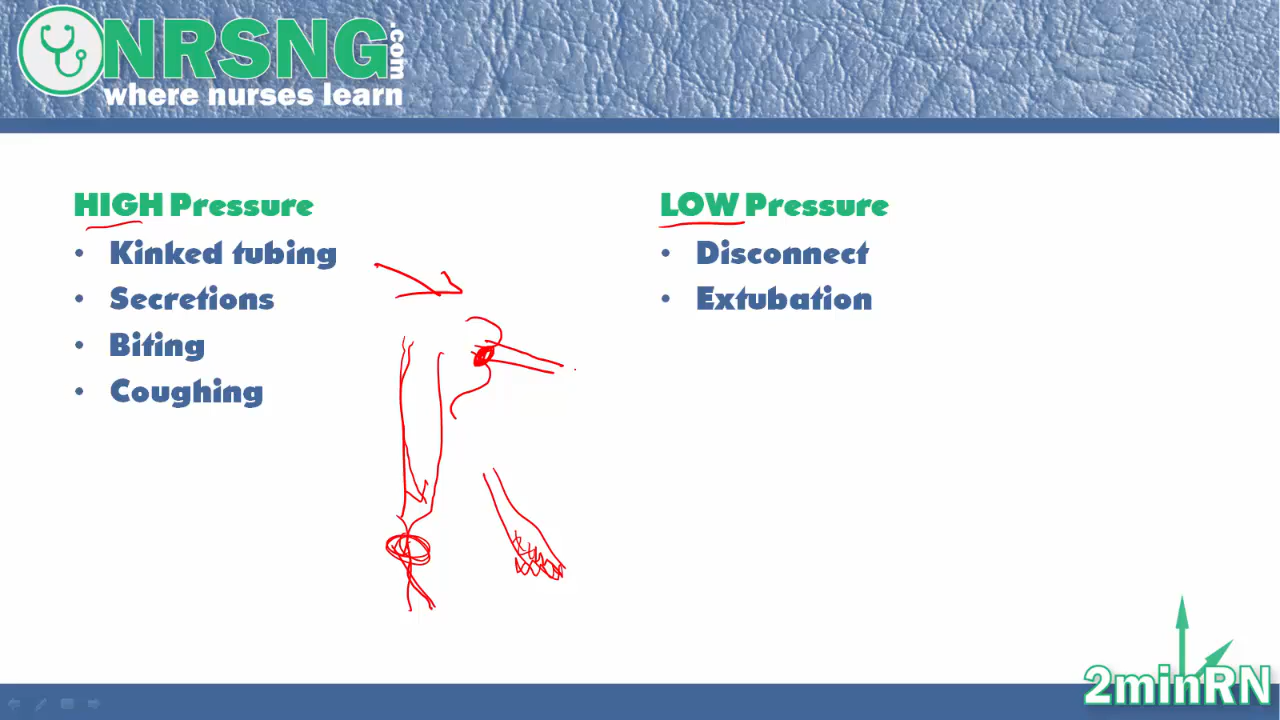 NRSNG.com
where nurses learn
HIGH Pressure
• Kinked tubing
• Secretions
• Biting
• Coughing
LOW Pressure
• Disconnect
• Extubation
2minRN